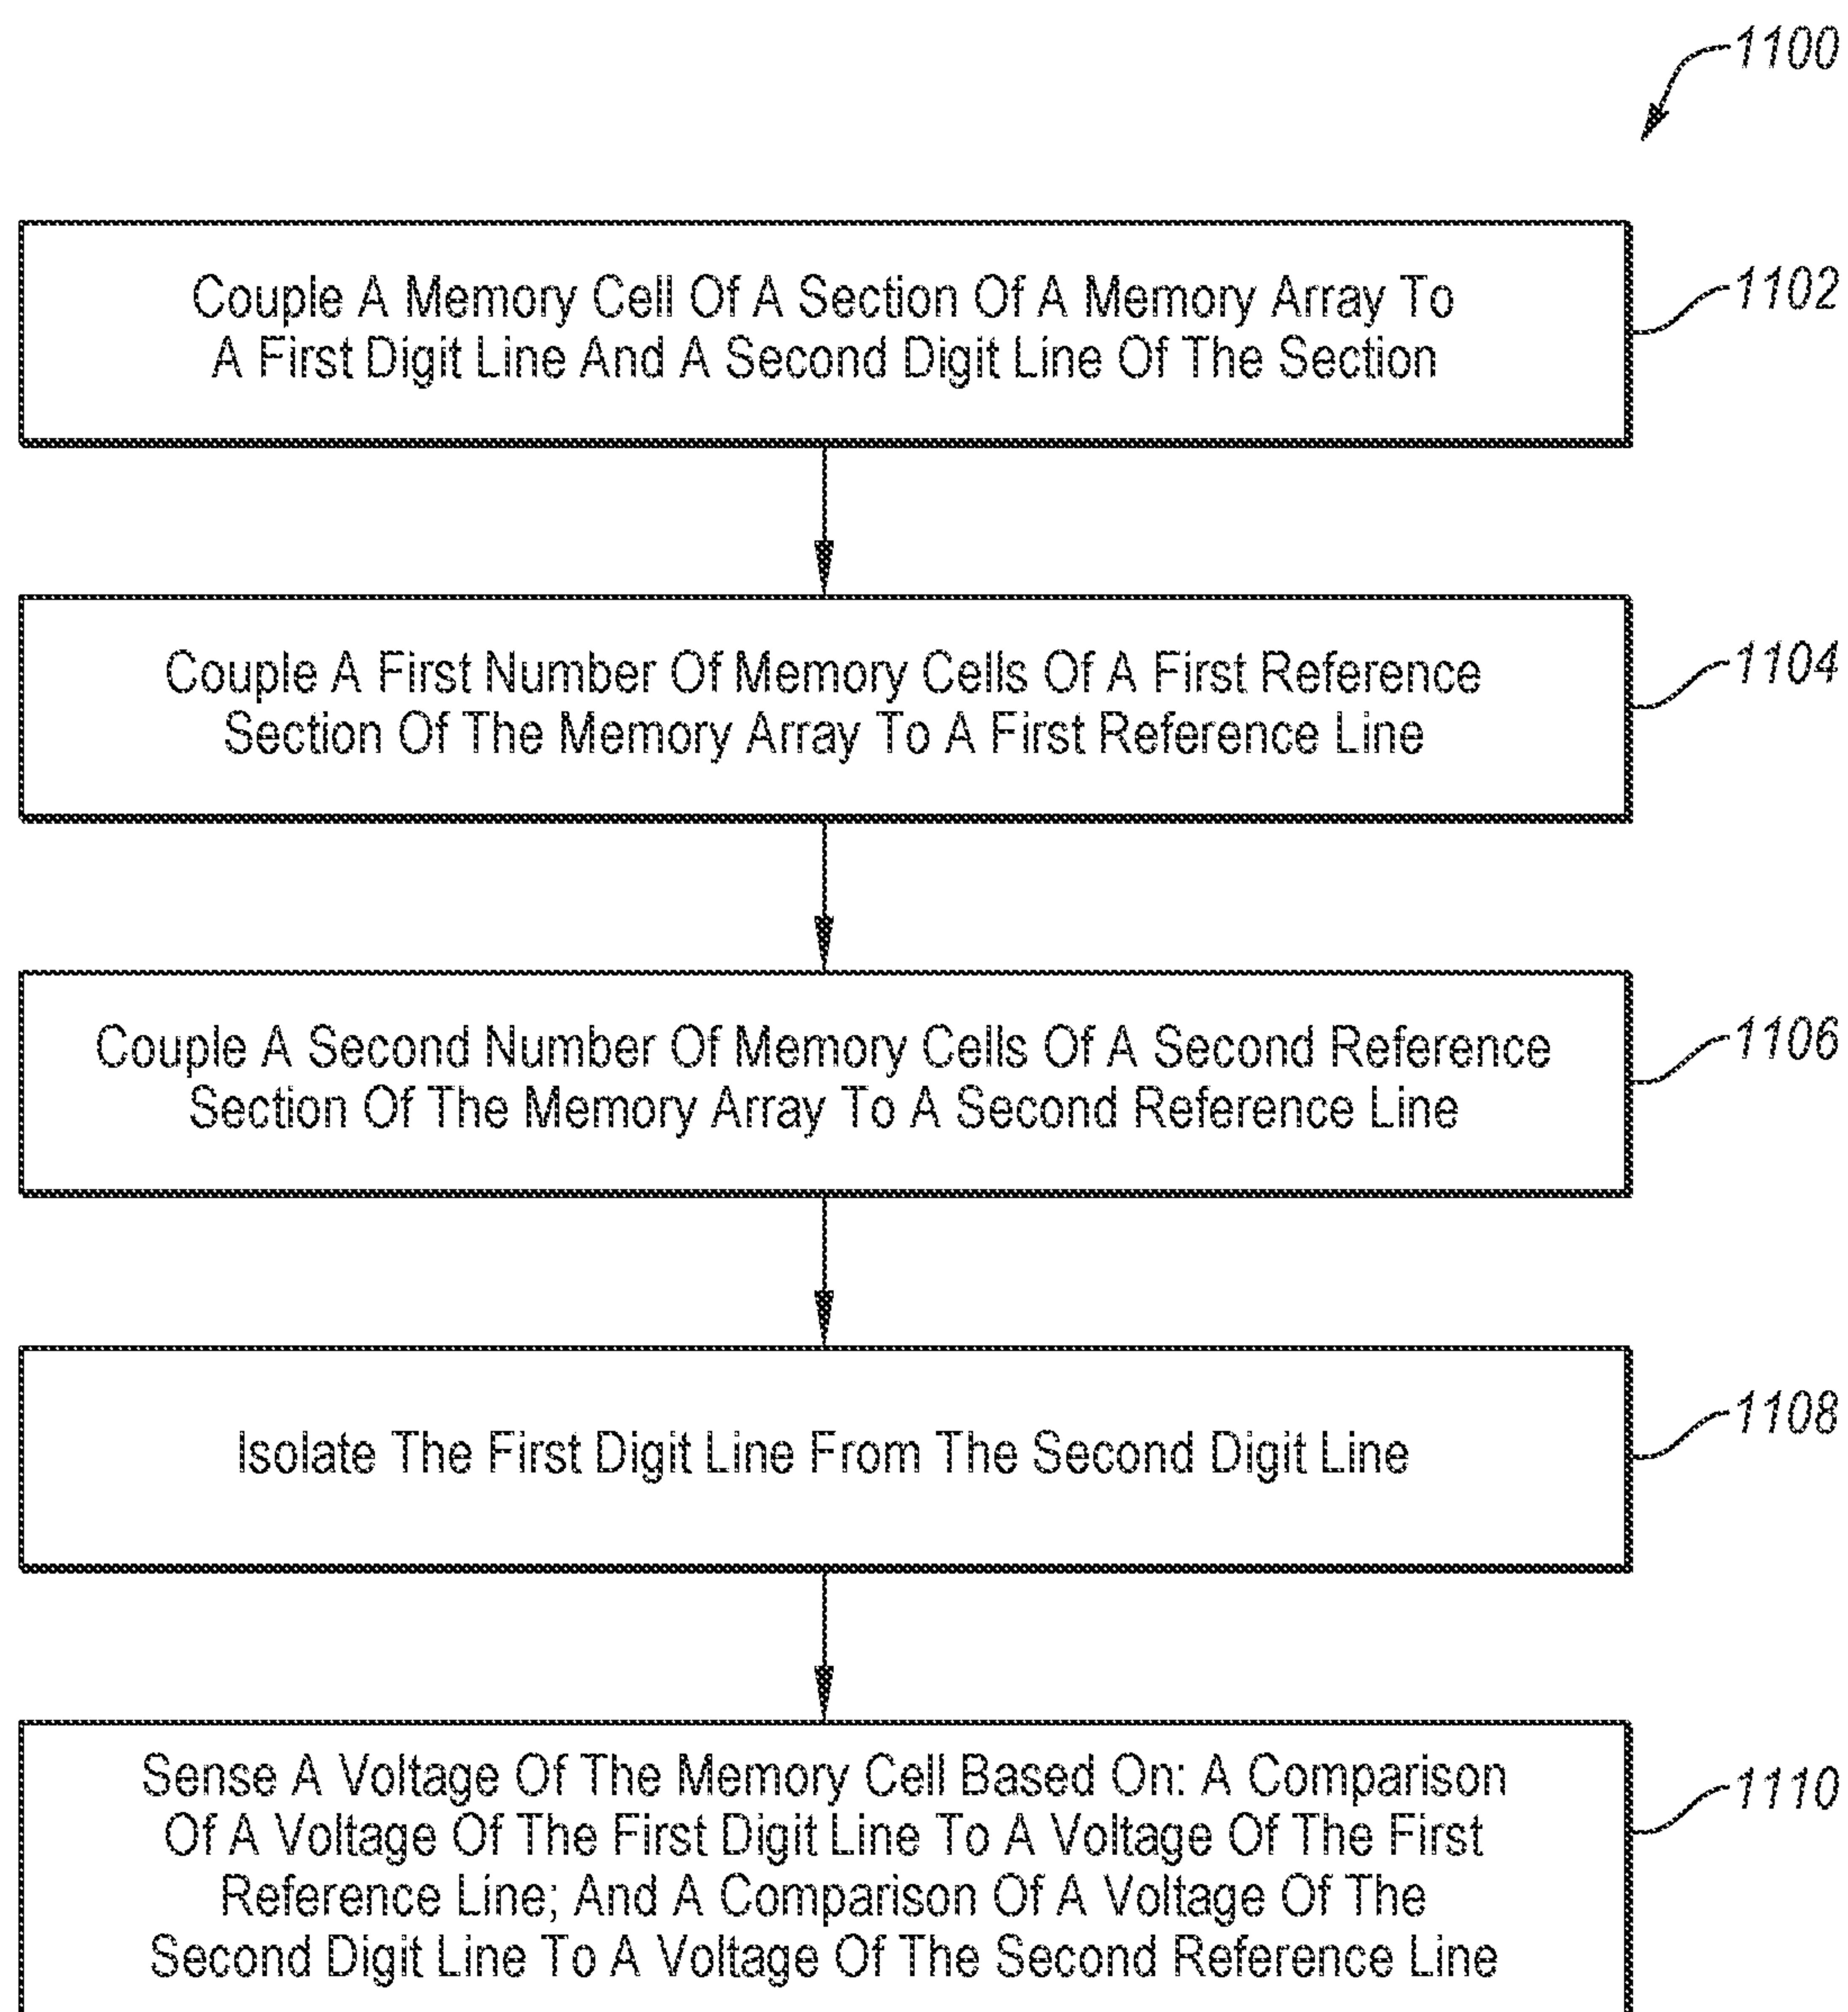 1100
Couple A Memory Cell Of A Section Of A Memory Array To
A First Digit Line And A Second Digit Line Of The Section
1102
Couple A First Number Of Memory Cells Of A First Reference
Section Of The Memory Array To A First Reference Line
1104
Couple A Second Number Of Memory Cells Of A Second Reference
Section Of The Memory Array To A Second Reference Line
1106
Isolate The First Digit Line From The Second Digit Line
1108
Sense A Voltage Of The Memory Cell Based On: A Comparison
Of A Voltage Of The First Digit Line To A Voltage Of The First
Reference Line; And A Comparison Of A Voltage Of The
Second Digit Line To A Voltage Of The Second Reference Line
1110